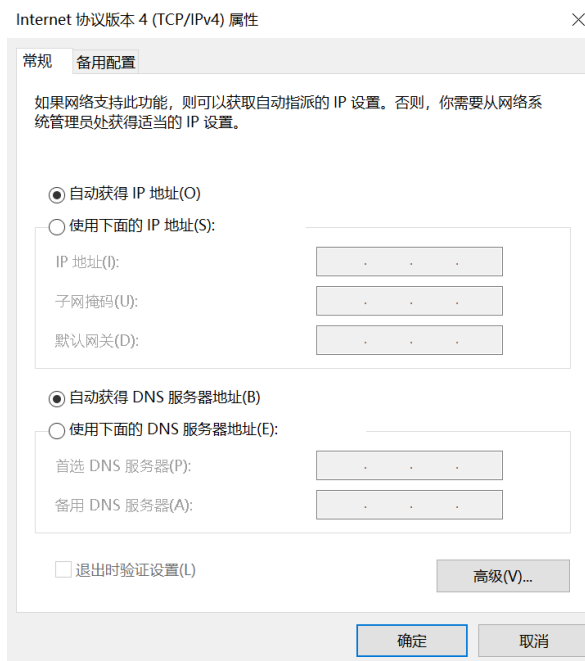 Internet 协议版本 4 (TCP/IPv4) 属性
常规
备用配置
如果网络支持此功能，则可以获取自动指派的 IP 设置。否则，你需要从网络系
统管理员处获得适当的 IP 设置。
自动获得 IP 地址(O)
使用下面的 IP 地址(S):
IP 地址(I):
子网掩码(U):
默认网关(D):
自动获得 DNS 服务器地址(B)
使用下面的 DNS 服务器地址(E):
首选 DNS 服务器(P):
备用 DNS 服务器(A):
退出时验证设置(L)
高级(V)...
确定
取消